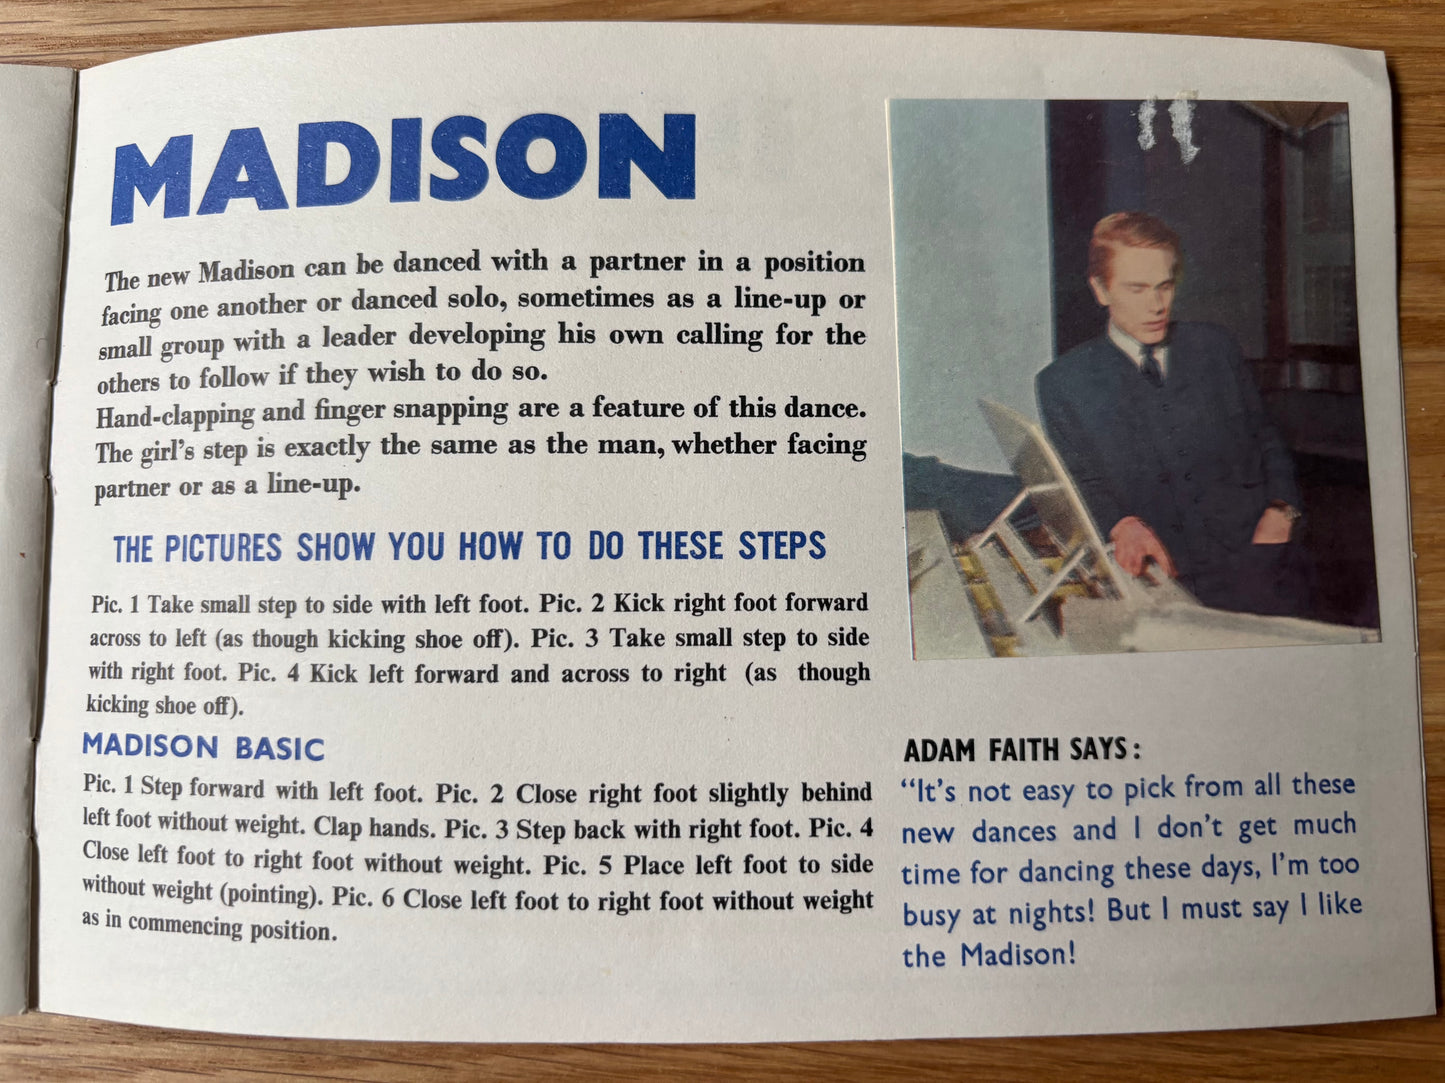 MADISON
The new Madison can be danced with a partner in a position
facing one another or danced solo, sometimes as a line-up or
small group with a leader developing his own calling for the
others to follow if they wish to do so.
Hand-clapping and finger snapping are a feature of this dance.
The girl's step is exactly the same as the man, whether facing
partner or as a line-up.
THE PICTURES SHOW YOU HOW TO DO THESE STEPS
Pic. 1 Take small step to side with left foot. Pic. 2 Kick right foot forward
across to left (as though kicking shoe off). Pic. 3 Take small step to side
with right foot. Pic. 4 Kick left forward and across to right (as though
kicking shoe off).
MADISON BASIC
Pic. 1 Step forward with left foot. Pic. 2 Close right foot slightly behind
left foot without weight. Clap hands. Pic. 3 Step back with right foot. Pic. 4
Close left foot to right foot without weight. Pic. 5 Place left foot to side
without weight (pointing). Pic. 6 Close left foot to right foot without weight
as in commencing position.
ADAM FAITH SAYS:
"It's not easy to pick from all these
new dances and I don't get much
time for dancing these days, I'm too
busy at nights! But I must say I like
the Madison!